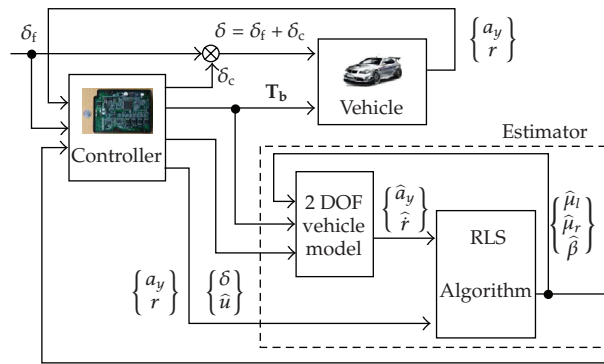 δf
δ = δf + δc
{ay
r}
δc
Tb
Vehicle
Controller
Estimator
2 DOF
vehicle
model
{ây
r̂̇}
RLS
Algorithm
{μ̂l
μ̂r
β̂}
{ay
r}
{δ
û}